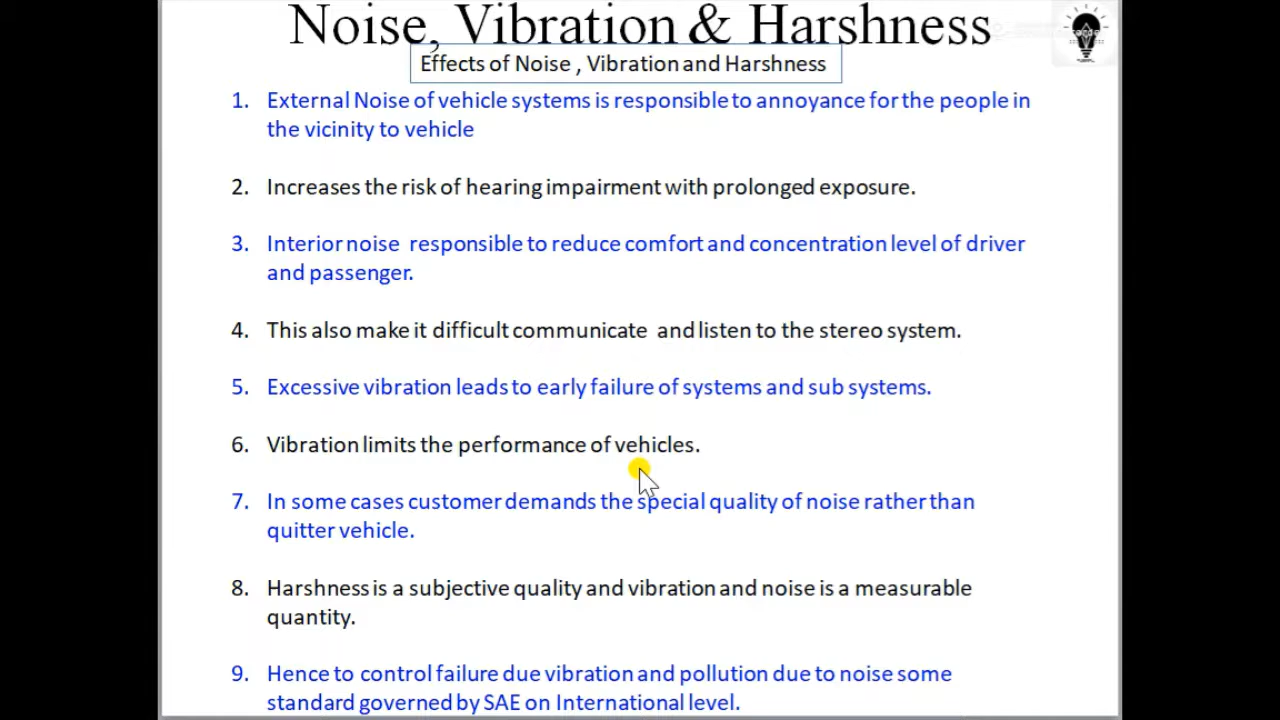 Noise, Vibration & Harshness
Effects of Noise , Vibration and Harshness
1. External Noise of vehicle systems is responsible to annoyance for the people in
the vicinity to vehicle
2. Increases the risk of hearing impairment with prolonged exposure.
3. Interior noise responsible to reduce comfort and concentration level of driver
and passenger.
4. This also make it difficult communicate and listen to the stereo system.
5. Excessive vibration leads to early failure of systems and sub systems.
6. Vibration limits the performance of vehicles.
7. In some cases customer demands the special quality of noise rather than
quitter vehicle.
8. Harshness is a subjective quality and vibration and noise is a measurable
quantity.
9. Hence to control failure due vibration and pollution due to noise some
standard governed by SAE on International level.